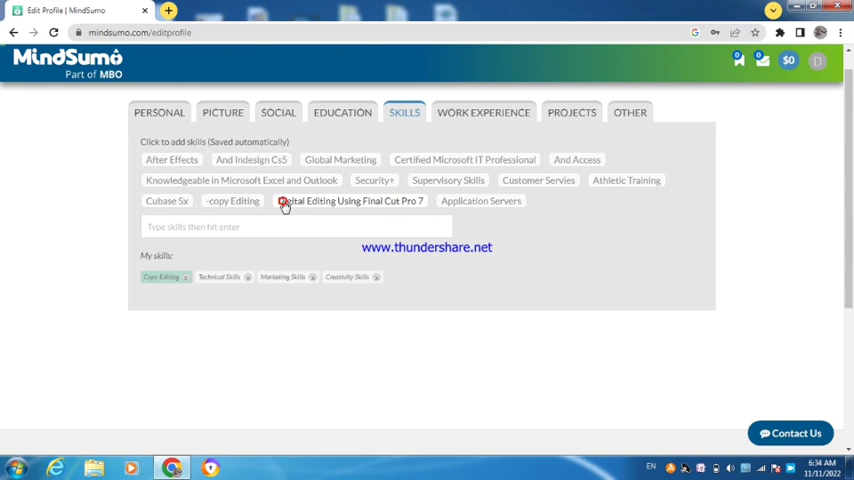 Edit Profile | MindSumo
mindsumo.com/editprofile
MindSumo
Part of MBO
0
0
$0
D
PERSONAL PICTURE SOCIAL EDUCATION SKILLS WORK EXPERIENCE PROJECTS OTHER
Click to add skills (Saved automatically)
After Effects And Indesign Cs5 Global Marketing Certified Microsoft IT Professional And Access
Knowledgeable in Microsoft Excel and Outlook Security+ Supervisory Skills Customer Servies Athletic Training
Cubase Sx -copy Editing Digital Editing Using Final Cut Pro 7 Application Servers
Type skills then hit enter
www.thundershare.net
My skills:
Copy Editing x Technical Skills x Marketing Skills x Creativity Skills x
Contact Us
EN
6:34 AM
11/11/2022